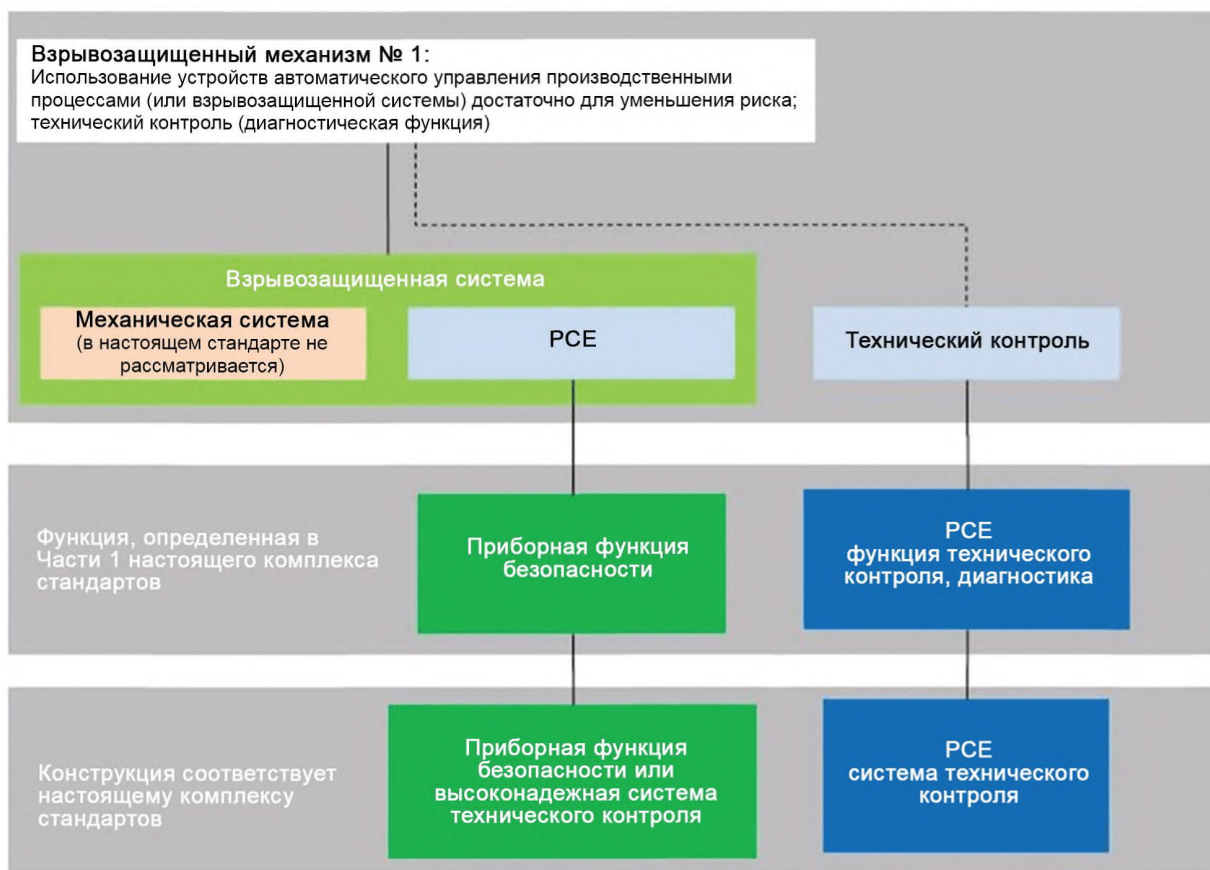 Взрывозащищенный механизм № 1:
Использование устройств автоматического управления производственными
процессами (или взрывозащищенной системы) достаточно для уменьшения риска;
технический контроль (диагностическая функция)
Взрывозащищенная система
Механическая система
(в настоящем стандарте не
рассматривается)
PCE
Технический контроль
Функция, определенная в
Части 1 настоящего комплекса
стандартов
Приборная функция
безопасности
PCE
функция технического
контроля, диагностика
Конструкция соответствует
настоящему комплексу
стандартов
Приборная функция
безопасности или
высоконадежная система
технического контроля
PCE
система технического
контроля